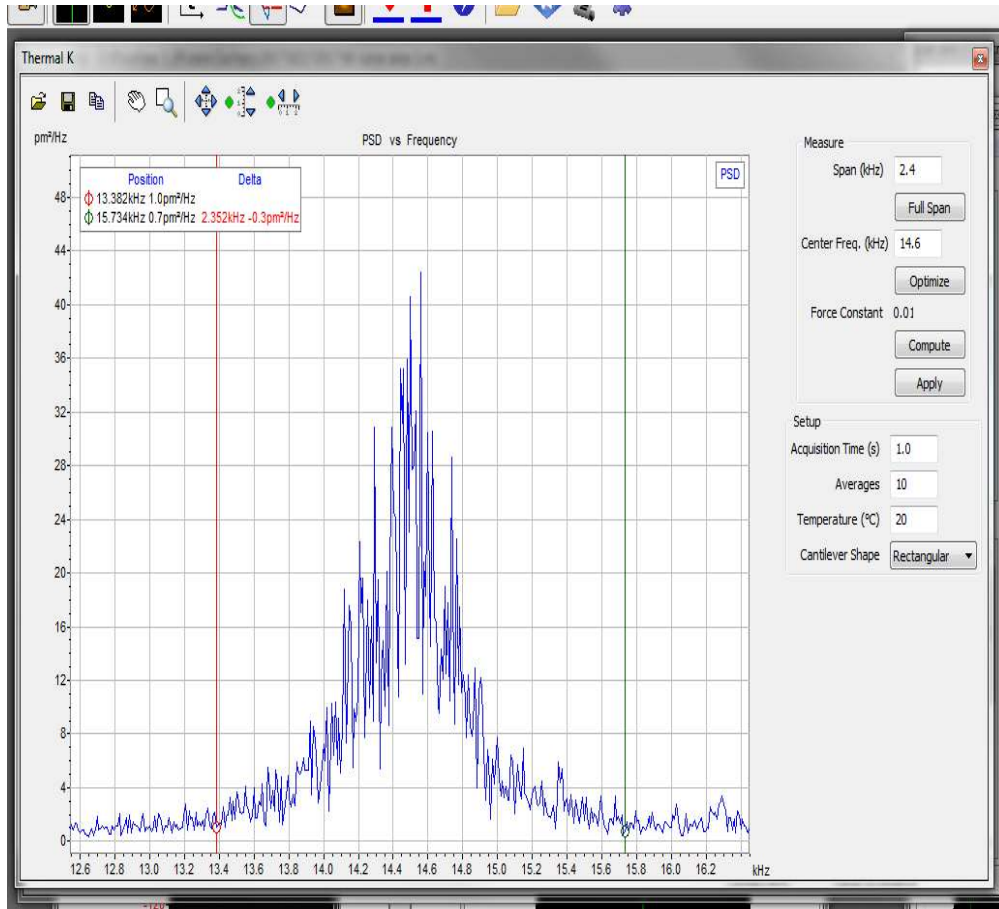 Thermal K
pm²/Hz
PSD vs Frequency
PSD
Position Delta
13.382kHz 1.0pm²/Hz
15.734kHz 0.7pm²/Hz 2.352kHz -0.3pm²/Hz
48
44
40
36
32
28
24
20
16
12
8
4
0
12.6 12.8 13.0 13.2 13.4 13.6 13.8 14.0 14.2 14.4 14.6 14.8 15.0 15.2 15.4 15.6 15.8 16.0 16.2 kHz
Measure
Span (kHz) 2.4
Full Span
Center Freq. (kHz) 14.6
Optimize
Force Constant 0.01
Compute
Apply
Setup
Acquisition Time (s) 1.0
Averages 10
Temperature (ºC) 20
Cantilever Shape Rectangular
-120